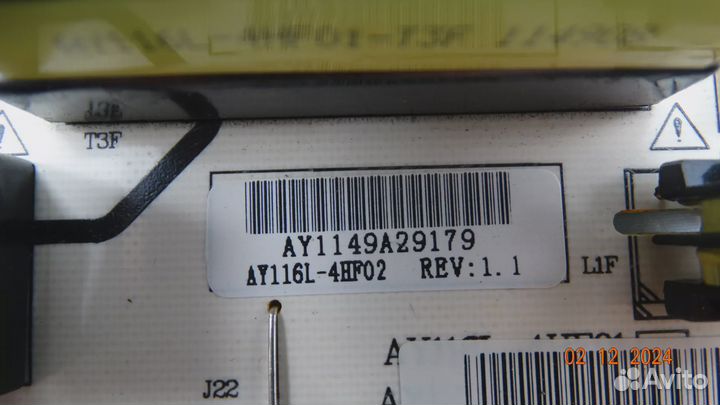 T3F
AY1149A29179
AY116L-4HF02 REV:1.1
L1F
J22
02 12 2024
Avito